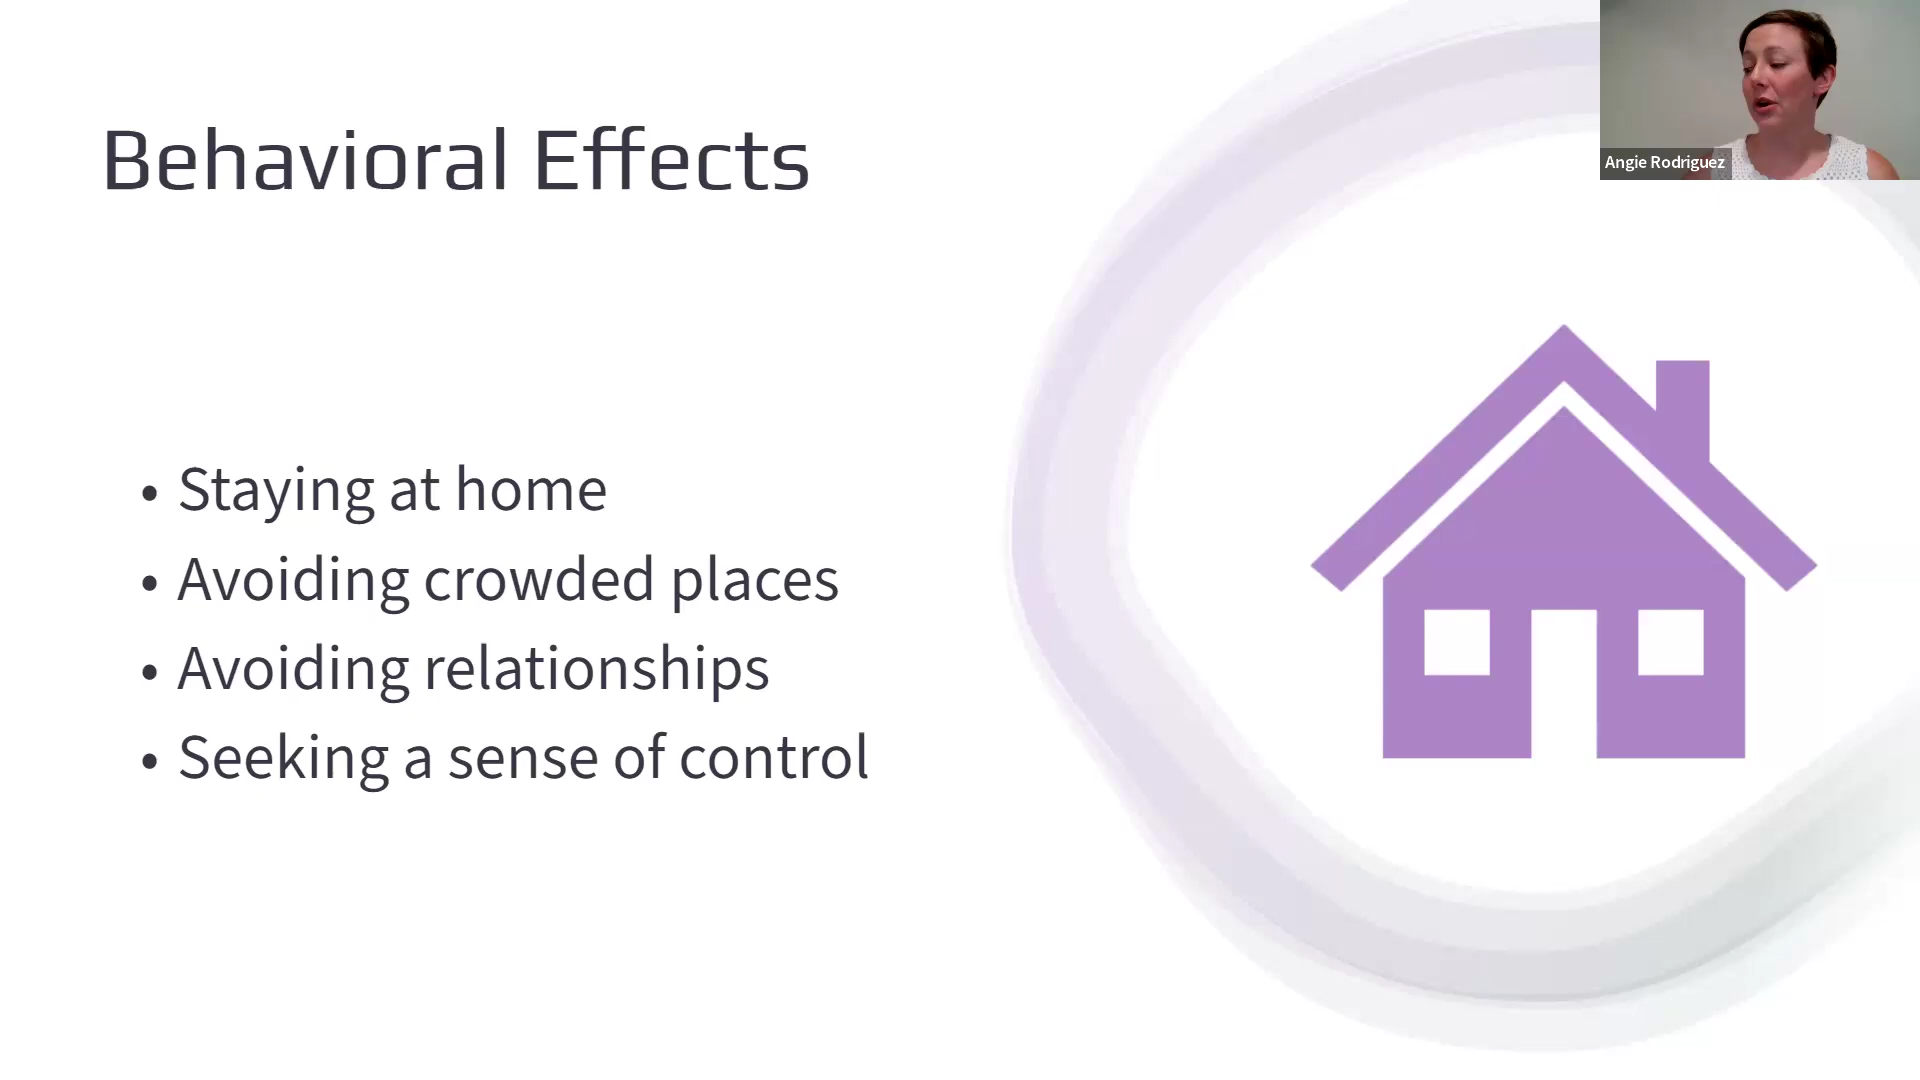 Behavioral Effects
Angie Rodriguez
• Staying at home
• Avoiding crowded places
• Avoiding relationships
• Seeking a sense of control